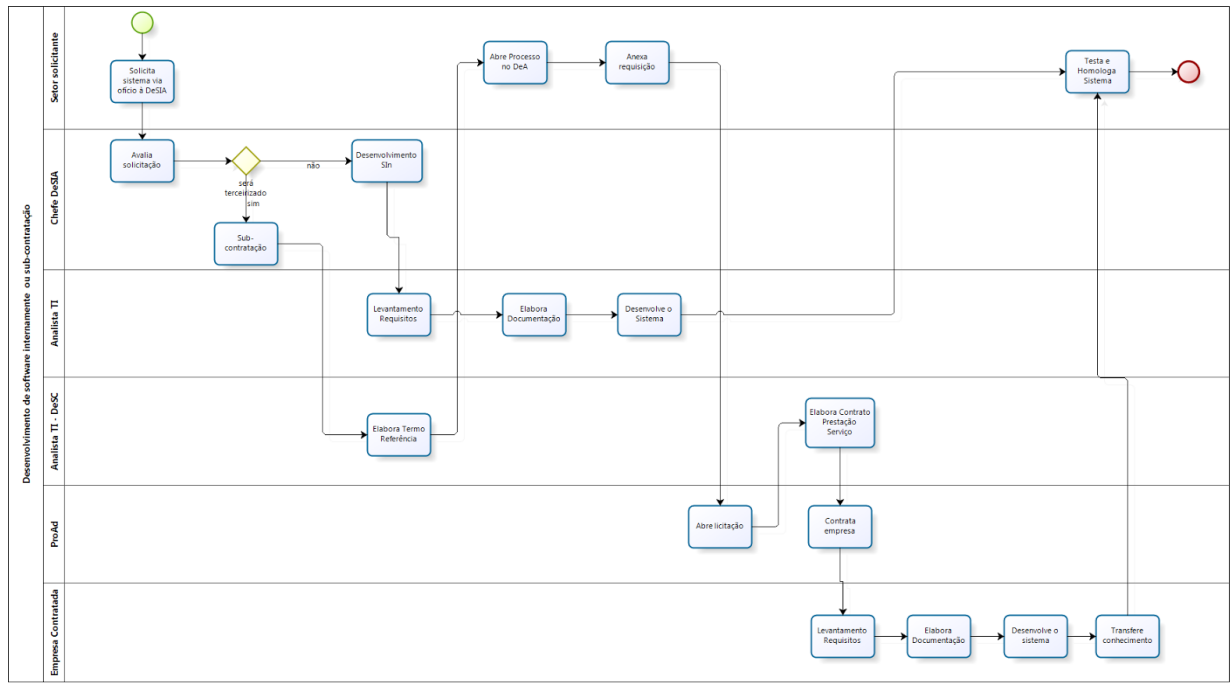 Desenvolvimento de software internamente ou sub-contratação
Setor solicitante
Solicita
sistema via
ofício à DeSIA
Abre Processo
no DeA
Anexa
requisição
Testa e
Homologa
Sistema
Chefe DeSIA
Avalia
solicitação
será
terceirizado
sim
não
Desenvolvimento
SIn
Sub-
contratação
Analista TI
Levantamento
Requisitos
Elabora
Documentação
Desenvolve o
Sistema
Analista TI - DeSC
Elabora Termo
Referência
Elabora Contrato
Prestação
Serviço
ProAd
Abre licitação
Contrata
empresa
Empresa Contratada
Levantamento
Requisitos
Elabora
Documentação
Desenvolve o
sistema
Transfere
conhecimento